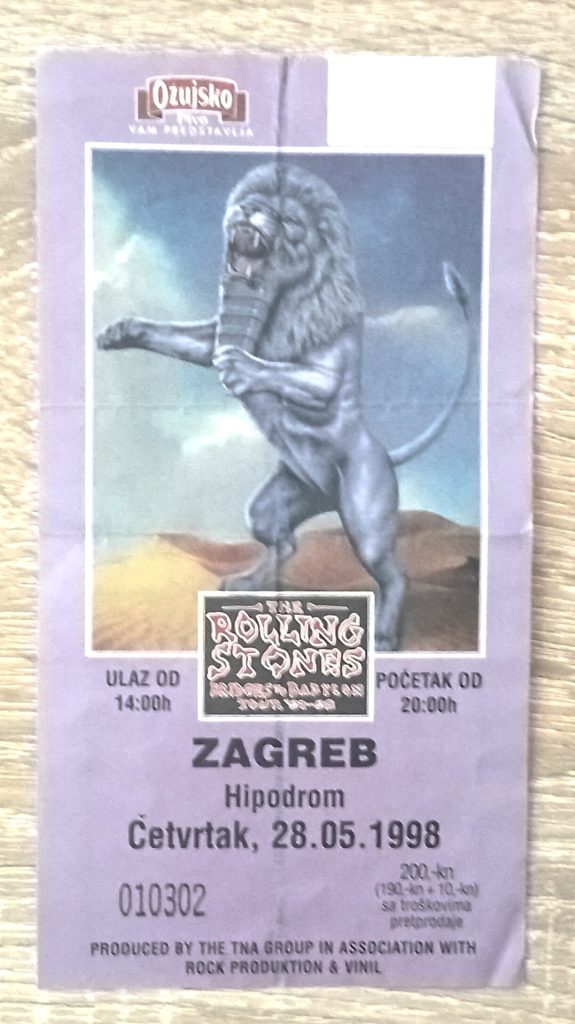 Ožujsko
Pivo
VAM PREDSTAVLJA
THE
ROLLING
STONES
BRIDGES TO BABYLON
TOUR '97-98
ULAZ OD
14:00h
POČETAK OD
20:00h
ZAGREB
Hipodrom
Četvrtak, 28.05.1998
010302
200,-kn
(190,-kn + 10,-kn)
sa troškovima
pretprodaje
PRODUCED BY THE TNA GROUP IN ASSOCIATION WITH
ROCK PRODUKTION & VINIL